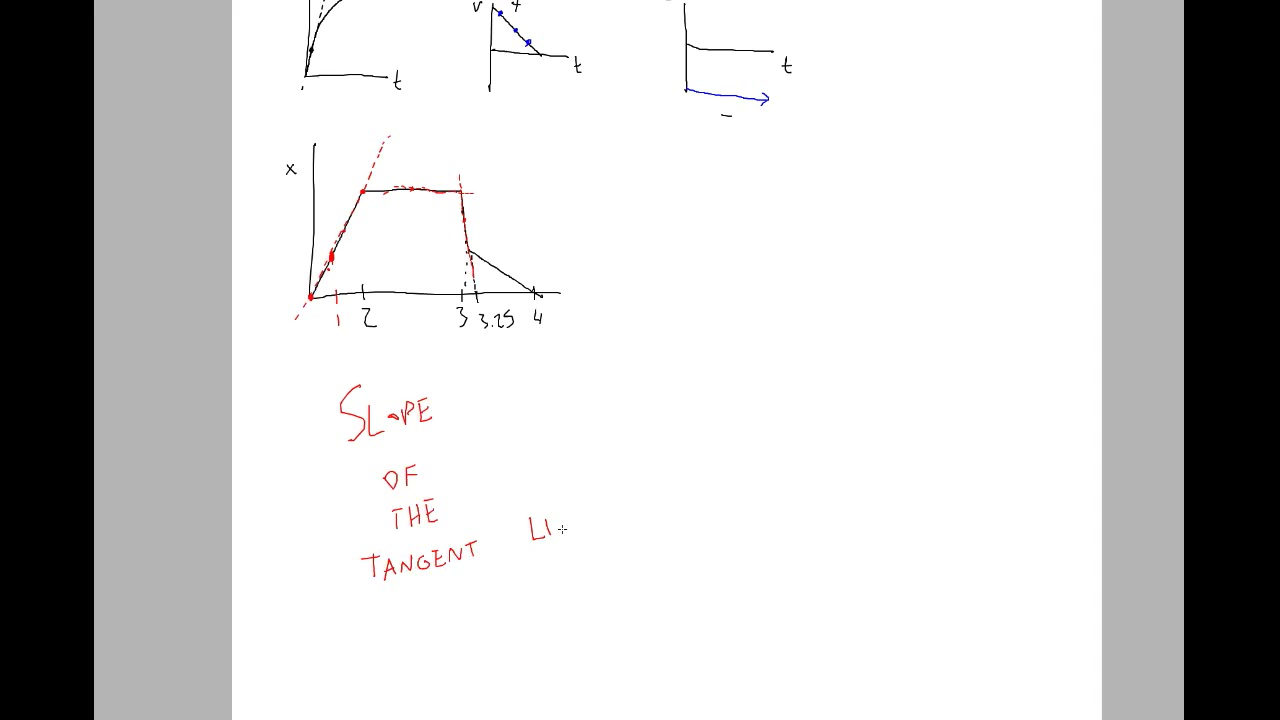 v +
t t t
x
1 2 3 3.25 4
SLOPE
OF
THE
TANGENT LI